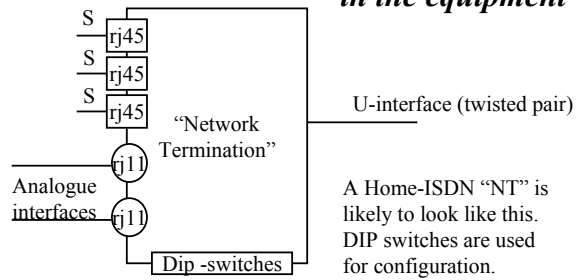 in the equipment
S
rj45
S
rj45
S
rj45
U-interface (twisted pair)
“Network
Termination”
rj11
Analogue
interfaces
rj11
A Home-ISDN “NT” is
likely to look like this.
DIP switches are used
for configuration.
Dip -switches